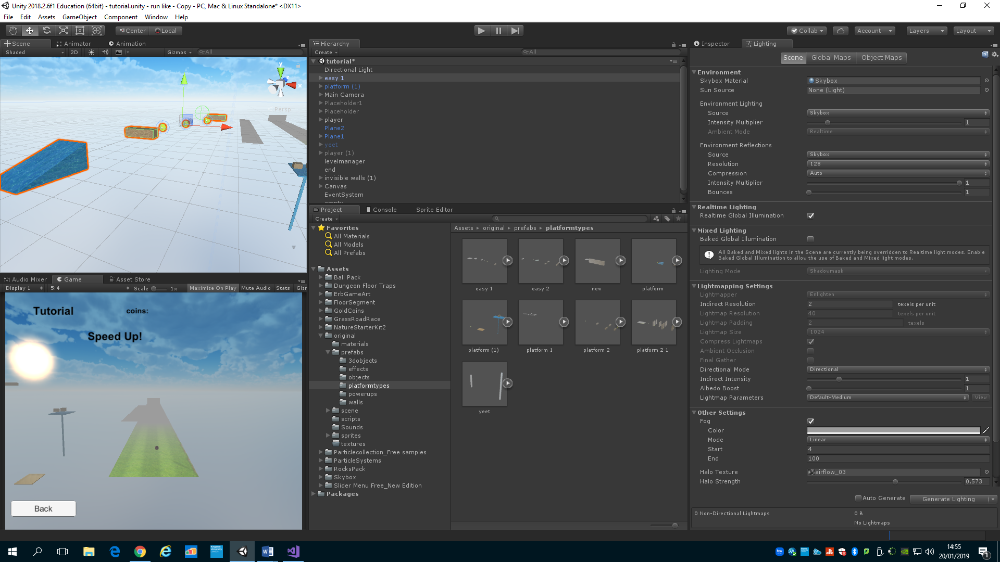 Unity 2018.2.6f1 Education (64bit) - tutorial.unity - run like - Copy - PC, Mac & Linux Standalone* <DX11>
File Edit Assets GameObject Component Window Help
Center Local
Collab Account Layers Layout
Scene Animator Animation
Shaded 2D Gizmos All
y
x
z
Persp
Audio Mixer Game Asset Store
Display 1 5:4 Scale 1x Maximize On Play Mute Audio Stats Giz
Tutorial coins:
Speed Up!
Back
Hierarchy
Create All
tutorial*
Directional Light
easy 1
platform (1)
Main Camera
Placeholder1
Placeholder
player
Plane2
Plane1
yeet
player (1)
levelmanager
end
invisible walls (1)
Canvas
EventSystem
empty
Project Console Sprite Editor
Create
Favorites
All Materials
All Models
All Prefabs
Assets
Ball Pack
Dungeon Floor Traps
ErbGameArt
FloorSegment
GoldCoins
GrassRoadRace
NatureStarterKit2
original
materials
prefabs
3dobjects
effects
objects
platformtypes
powerups
walls
scene
scripts
Sounds
sprites
textures
Particlecollection_Free samples
ParticleSystems
RocksPack
Skybox
Slider Menu Free_New Edition
Packages
Assets original prefabs platformtypes
easy 1 easy 2 new platform
platform (1) platform 1 platform 2 platform 2 1
yeet
Inspector Lighting
Scene Global Maps Object Maps
Environment
Skybox Material Skybox
Sun Source None (Light)
Environment Lighting
Source Skybox
Intensity Multiplier 1
Ambient Mode Realtime
Environment Reflections
Source Skybox
Resolution 128
Compression Auto
Intensity Multiplier 1
Bounces 1
Realtime Lighting
Realtime Global Illumination
Mixed Lighting
Baked Global Illumination
All Baked and Mixed lights in the Scene are currently being overridden to Realtime light modes. Enable
Baked Global Illumination to allow the use of Baked and Mixed light modes.
Lighting Mode Shadowmask
Lightmapping Settings
Lightmapper Enlighten
Indirect Resolution 2 texels per unit
Lightmap Resolution 40 texels per unit
Lightmap Padding 2 texels
Lightmap Size 1024
Compress Lightmaps
Ambient Occlusion
Final Gather
Directional Mode Directional
Indirect Intensity 1
Albedo Boost 1
Lightmap Parameters Default-Medium View
Other Settings
Fog
Color
Mode Linear
Start 4
End 100
Halo Texture airflow_03
Halo Strength 0.573
Auto Generate Generate Lighting
0 Non-Directional Lightmaps 0 B
No Lightmaps
14:55
20/01/2019
1